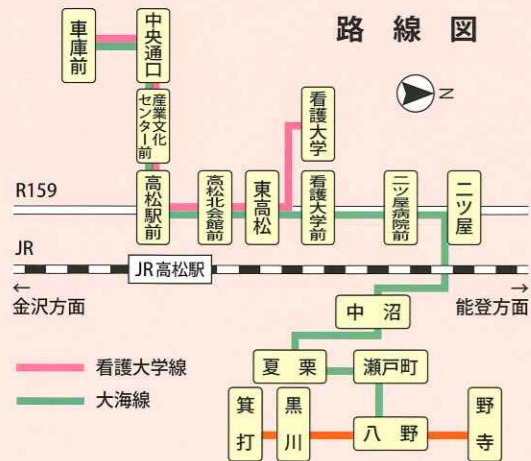 路線図
車庫前
中央通口
産業文化
センター前
N
看護大学
R159
高松駅前
高松北会館前
東高松
看護大学前
二ツ屋病院前
二ツ屋
JR
JR高松駅
←
金沢方面
→
能登方面
中沼
看護大学線
大海線
夏栗
瀬戸町
箕打
黒川
八野
野寺